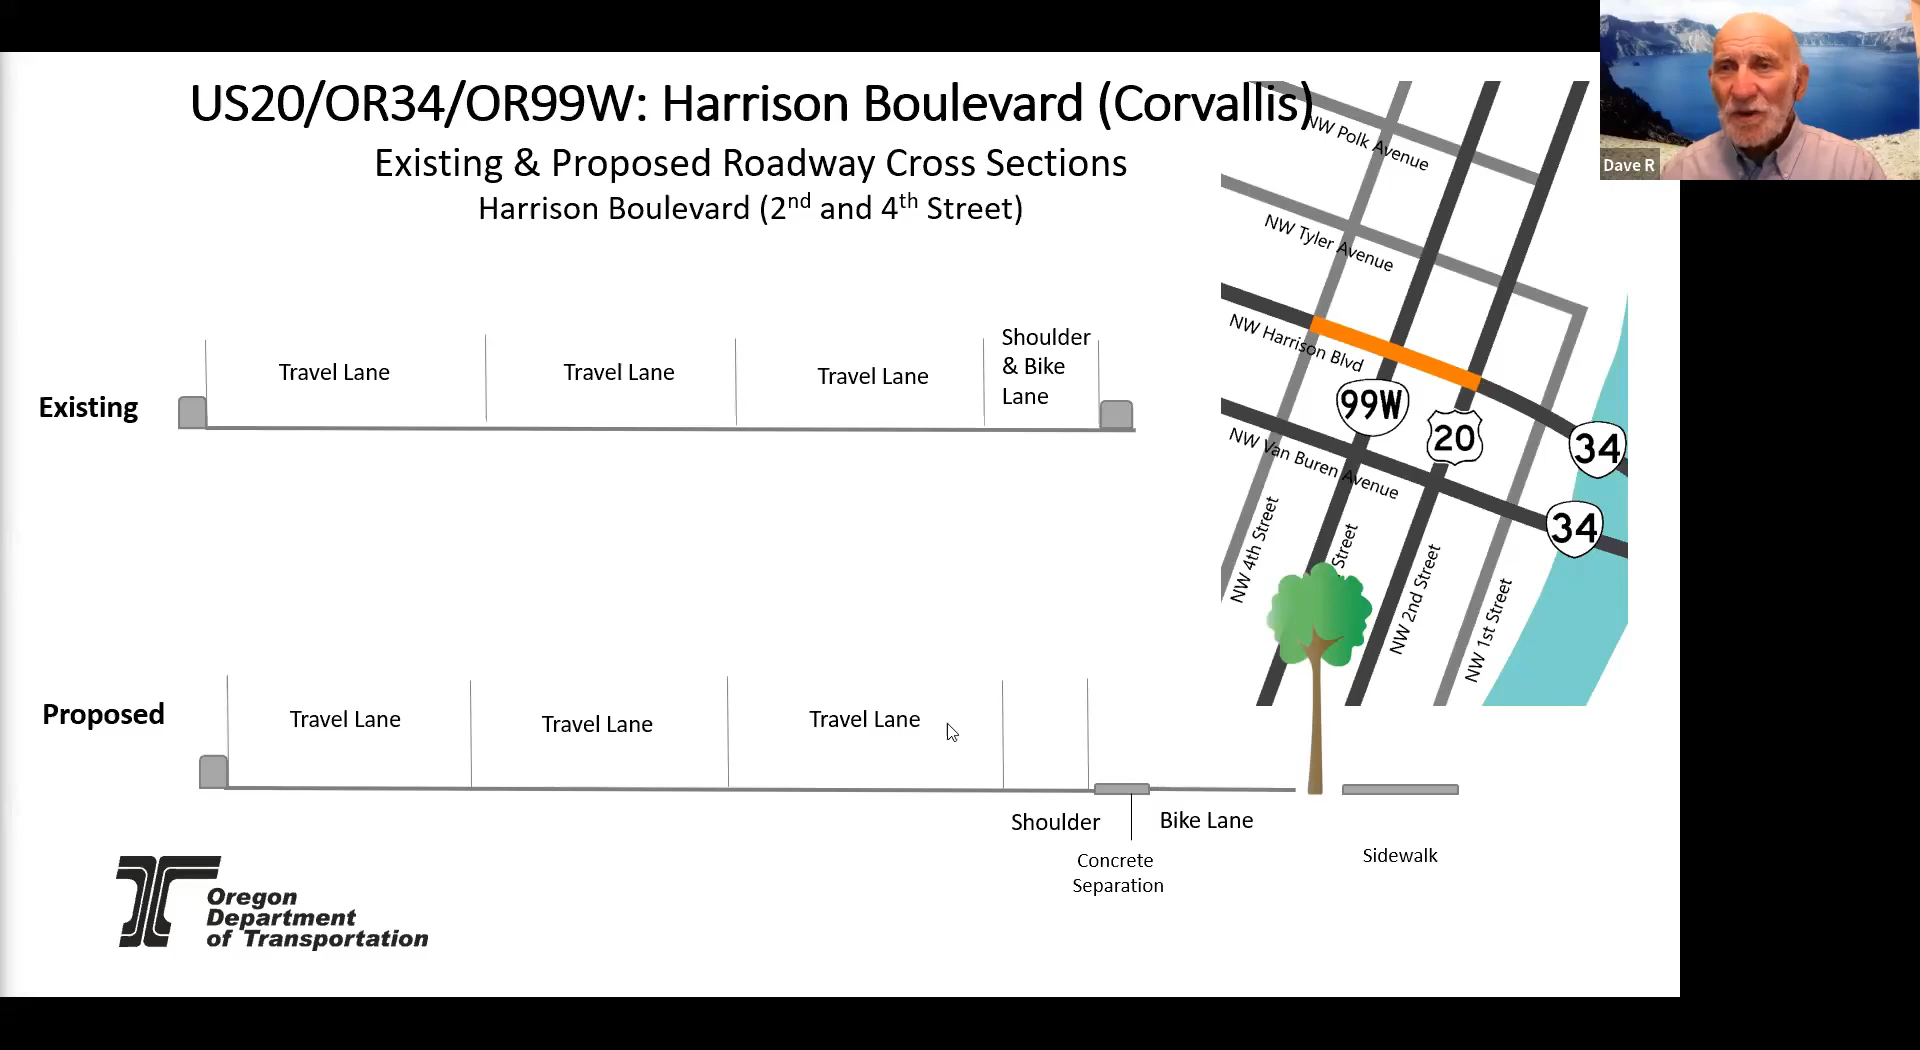 US20/OR34/OR99W: Harrison Boulevard (Corvallis)
Existing & Proposed Roadway Cross Sections
Harrison Boulevard (2nd and 4th Street)
Dave R
NW Polk Avenue
NW Tyler Avenue
NW Harrison Blvd
99W
20
34
NW Van Buren Avenue
34
NW 4th Street
Street
NW 2nd Street
NW 1st Street
Existing
Travel Lane
Travel Lane
Travel Lane
Shoulder
& Bike
Lane
Proposed
Travel Lane
Travel Lane
Travel Lane
Shoulder
Concrete
Separation
Bike Lane
Sidewalk
Oregon
Department
of Transportation